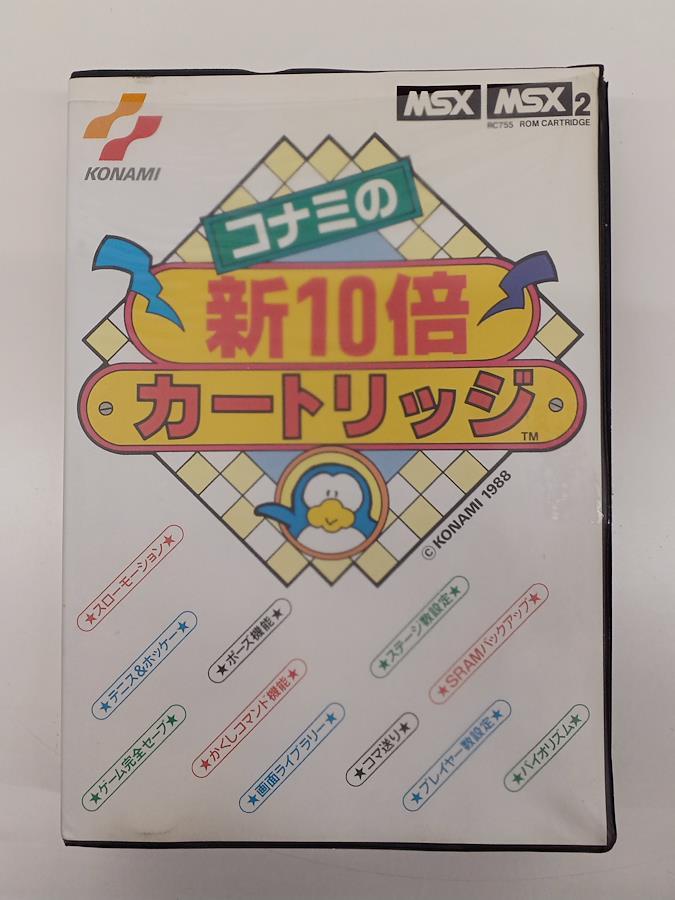 KONAMI
MSX MSX2
RC755 ROM CARTRIDGE
コナミの
新10倍
カートリッジ
TM
© KONAMI 1988
★スローモーション★
★テニス&ホッケー★
★ポーズ機能★
★ステージ数設定★
★SRAMバックアップ★
★ゲーム完全セーブ★
★かくしコマンド機能★
★画面ライブラリー★
★コマ送り★
★プレイヤー数設定★
★バイオリズム★